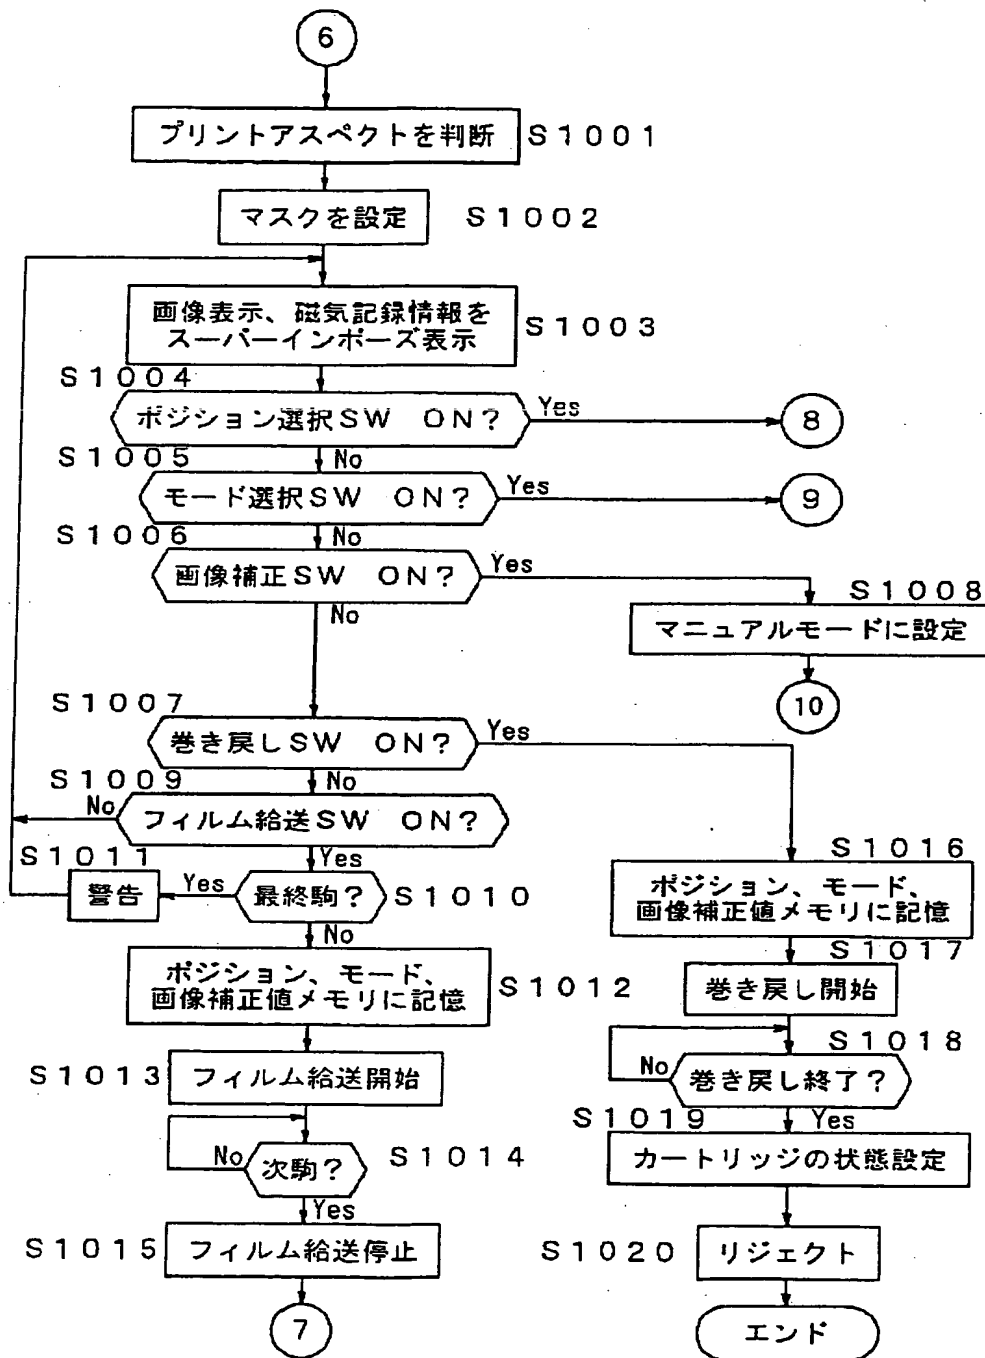 6
プリントアスペクトを判断 S1001
マスクを設定 S1002
画像表示、磁気記録情報を
スーパーインポーズ表示
S1003
S1004
ポジション選択SW ON?
Yes
8
No
S1005
モード選択SW ON?
Yes
9
No
S1006
画像補正SW ON?
Yes
No
S1008
マニュアルモードに設定
10
S1007
巻き戻しSW ON?
Yes
No
S1009
フィルム給送SW ON?
No
Yes
S1011
警告
Yes
最終駒?
S1010
No
ポジション、モード、
画像補正値メモリに記憶
S1012
S1013
フィルム給送開始
次駒?
No
S1014
Yes
S1015
フィルム給送停止
7
S1016
ポジション、モード、
画像補正値メモリに記憶
S1017
巻き戻し開始
S1018
巻き戻し終了?
No
Yes
S1019
カートリッジの状態設定
S1020
リジェクト
エンド